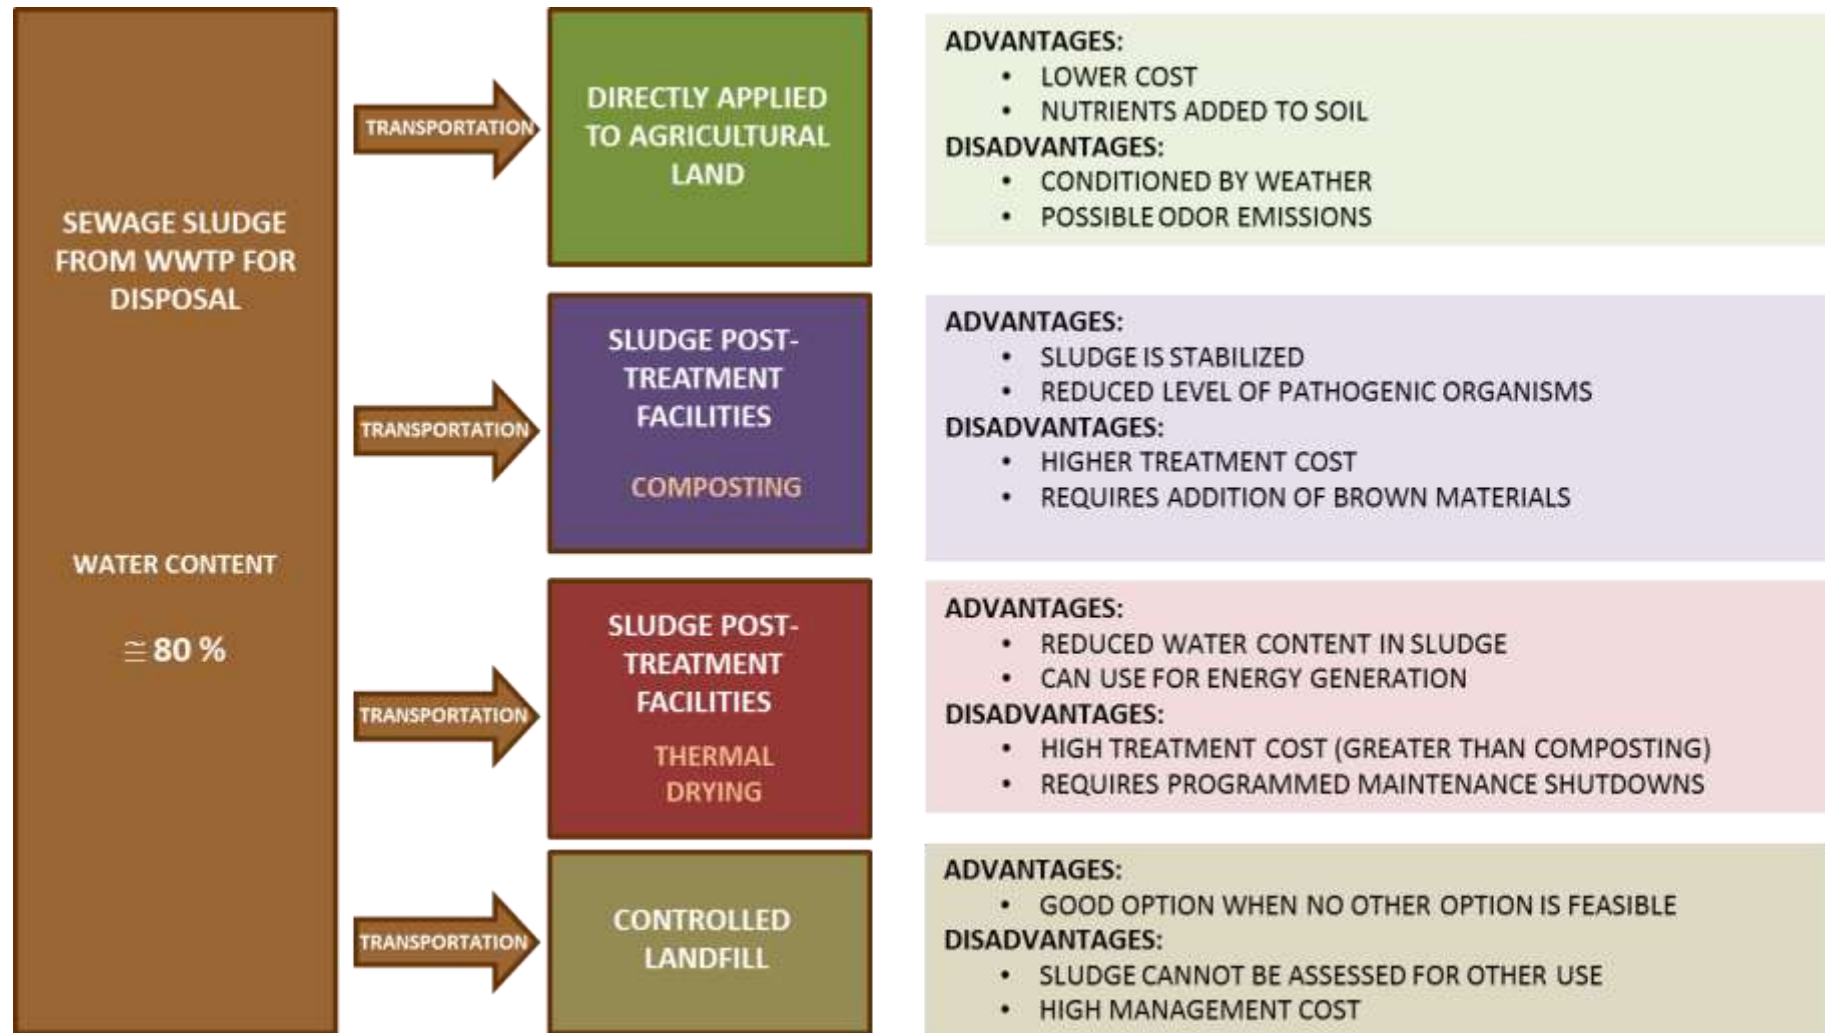 SEWAGE SLUDGE
FROM WWTP FOR
DISPOSAL
WATER CONTENT
≅ 80 %
TRANSPORTATION
DIRECTLY APPLIED
TO AGRICULTURAL
LAND
ADVANTAGES:
• LOWER COST
• NUTRIENTS ADDED TO SOIL
DISADVANTAGES:
• CONDITIONED BY WEATHER
• POSSIBLE ODOR EMISSIONS
TRANSPORTATION
SLUDGE POST-
TREATMENT
FACILITIES
COMPOSTING
ADVANTAGES:
• SLUDGE IS STABILIZED
• REDUCED LEVEL OF PATHOGENIC ORGANISMS
DISADVANTAGES:
• HIGHER TREATMENT COST
• REQUIRES ADDITION OF BROWN MATERIALS
TRANSPORTATION
SLUDGE POST-
TREATMENT
FACILITIES
THERMAL
DRYING
ADVANTAGES:
• REDUCED WATER CONTENT IN SLUDGE
• CAN USE FOR ENERGY GENERATION
DISADVANTAGES:
• HIGH TREATMENT COST (GREATER THAN COMPOSTING)
• REQUIRES PROGRAMMED MAINTENANCE SHUTDOWNS
TRANSPORTATION
CONTROLLED
LANDFILL
ADVANTAGES:
• GOOD OPTION WHEN NO OTHER OPTION IS FEASIBLE
DISADVANTAGES:
• SLUDGE CANNOT BE ASSESSED FOR OTHER USE
• HIGH MANAGEMENT COST